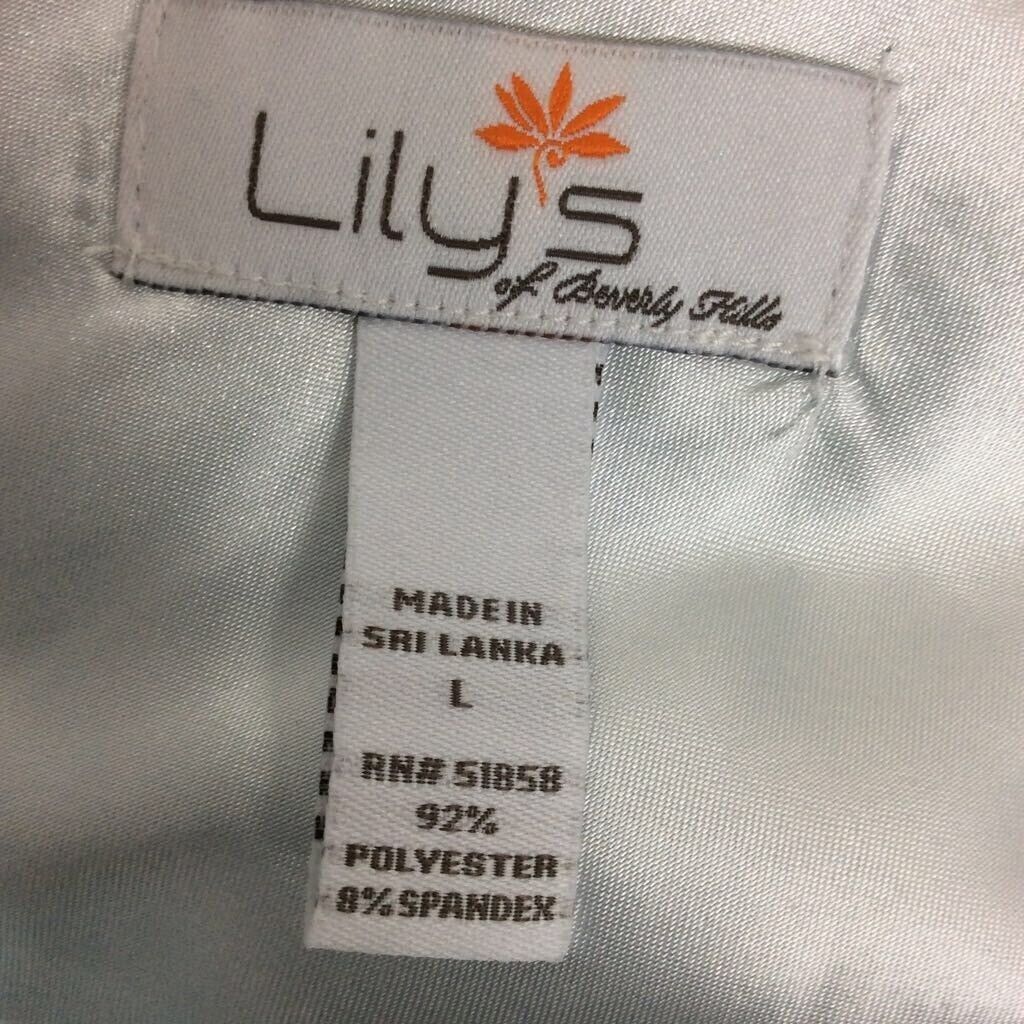 Lily's
of Beverly Hills
MADE IN
SRI LANKA
L
RN# 51858
92%
POLYESTER
8% SPANDEX